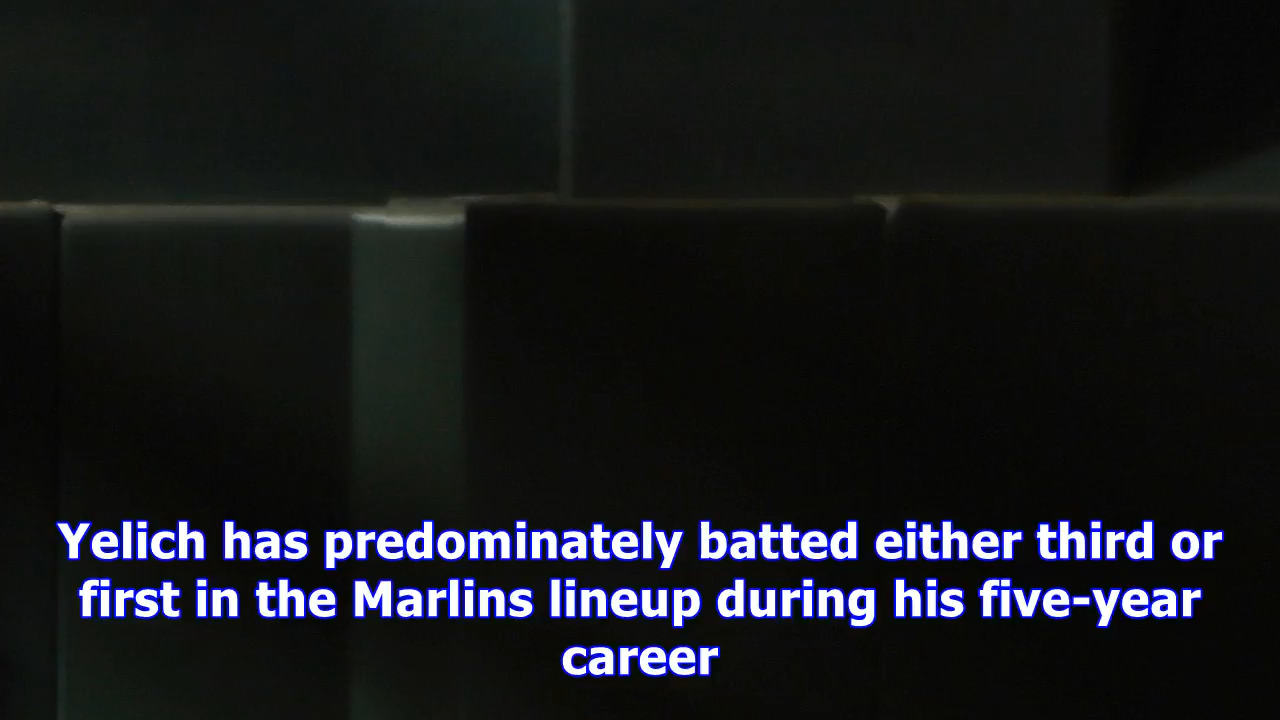 Yelich has predominately batted either third or
first in the Marlins lineup during his five-year
career